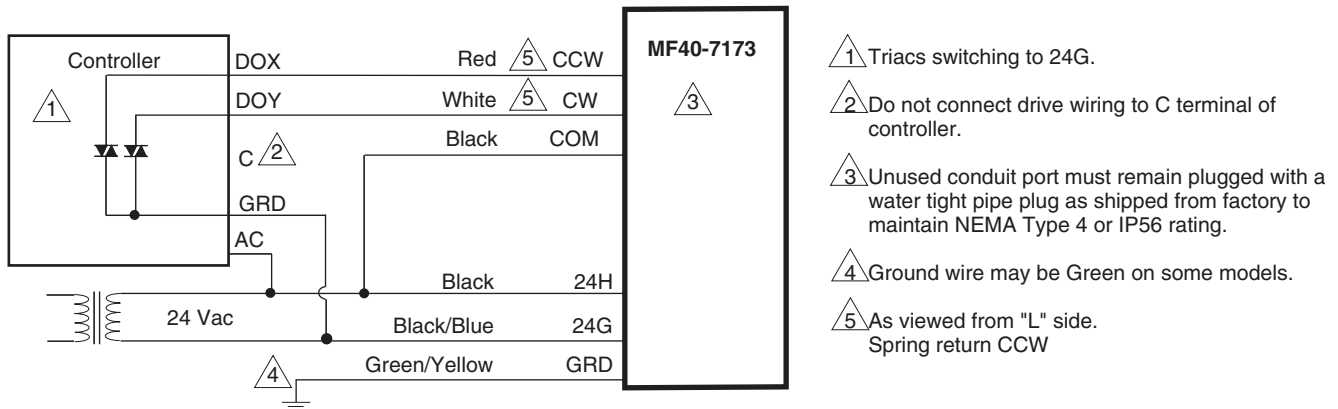 Controller
1
DOX
DOY
C 2
GRD
AC
Red 5 CCW
White 5 CW
Black COM
24 Vac
Black 24H
Black/Blue 24G
4 Green/Yellow GRD
MF40-7173
3
1 Triacs switching to 24G.
2 Do not connect drive wiring to C terminal of
controller.
3 Unused conduit port must remain plugged with a
water tight pipe plug as shipped from factory to
maintain NEMA Type 4 or IP56 rating.
4 Ground wire may be Green on some models.
5 As viewed from "L" side.
Spring return CCW